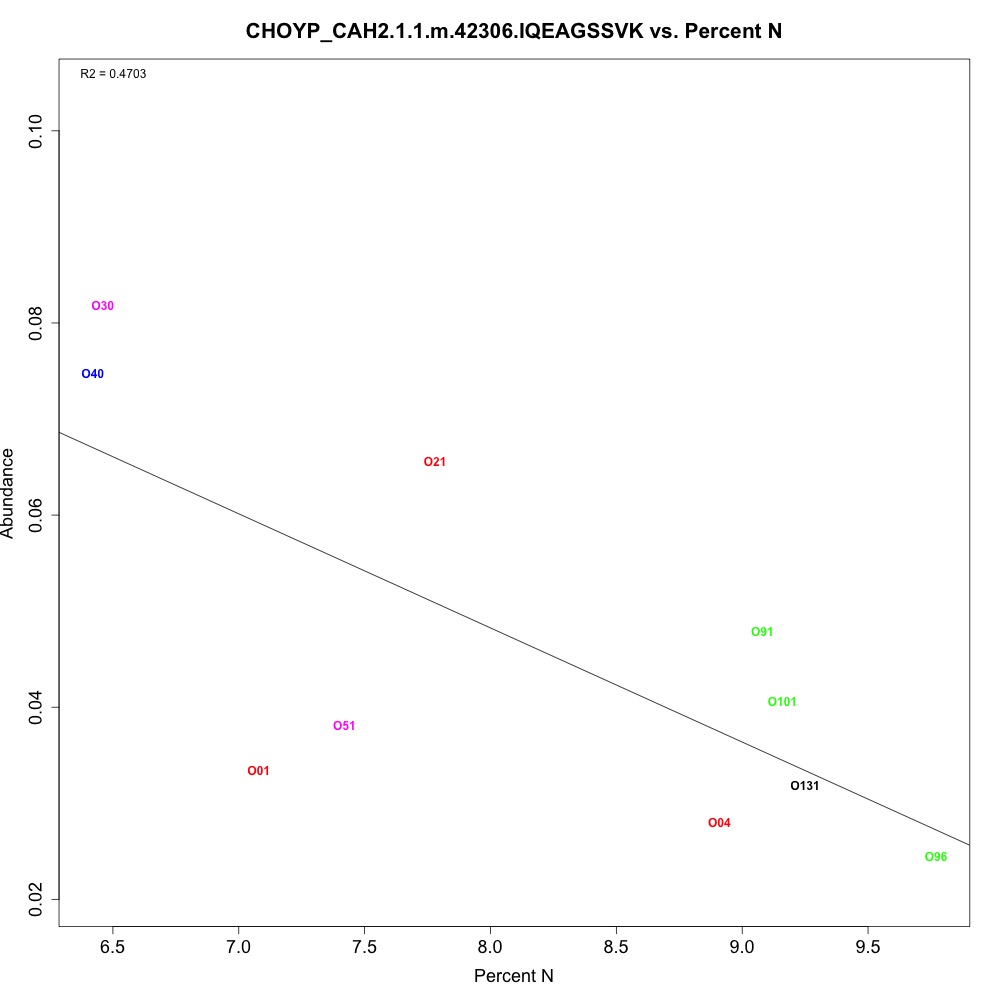 CHOYP_CAH2.1.1.m.42306.IQEAGSSVK vs. Percent N
R2 = 0.4703
0.10
O30
0.08
O40
O21
Abundance
0.06
O91
O101
0.04
O51
O01
O131
O04
O96
0.02
6.5 7.0 7.5 8.0 8.5 9.0 9.5
Percent N